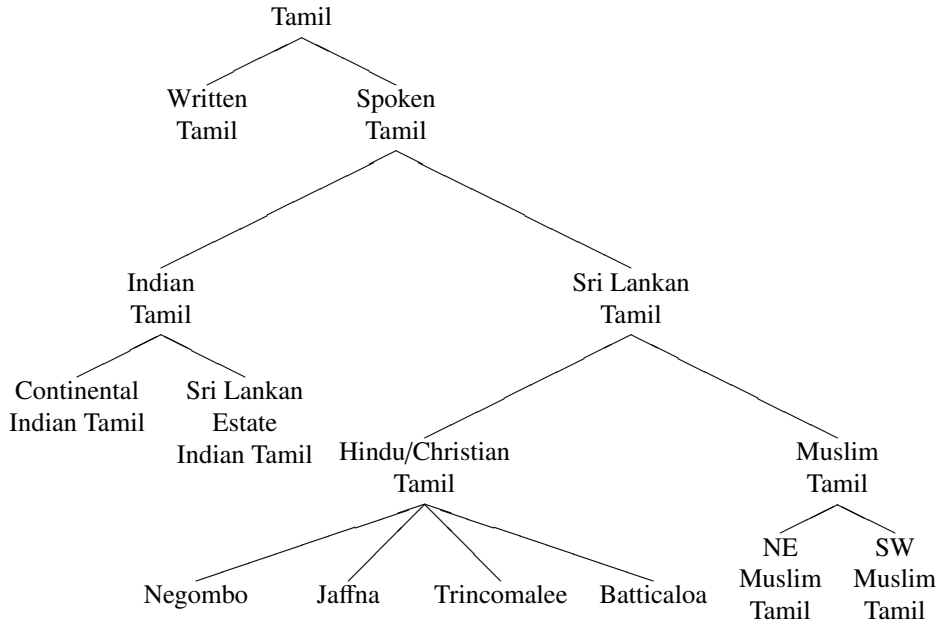 Tamil
Written
Tamil
Spoken
Tamil
Indian
Tamil
Sri Lankan
Tamil
Continental
Indian Tamil
Sri Lankan
Estate
Indian Tamil
Hindu/Christian
Tamil
Muslim
Tamil
Negombo
Jaffna
Trincomalee
Batticaloa
NE
Muslim
Tamil
SW
Muslim
Tamil